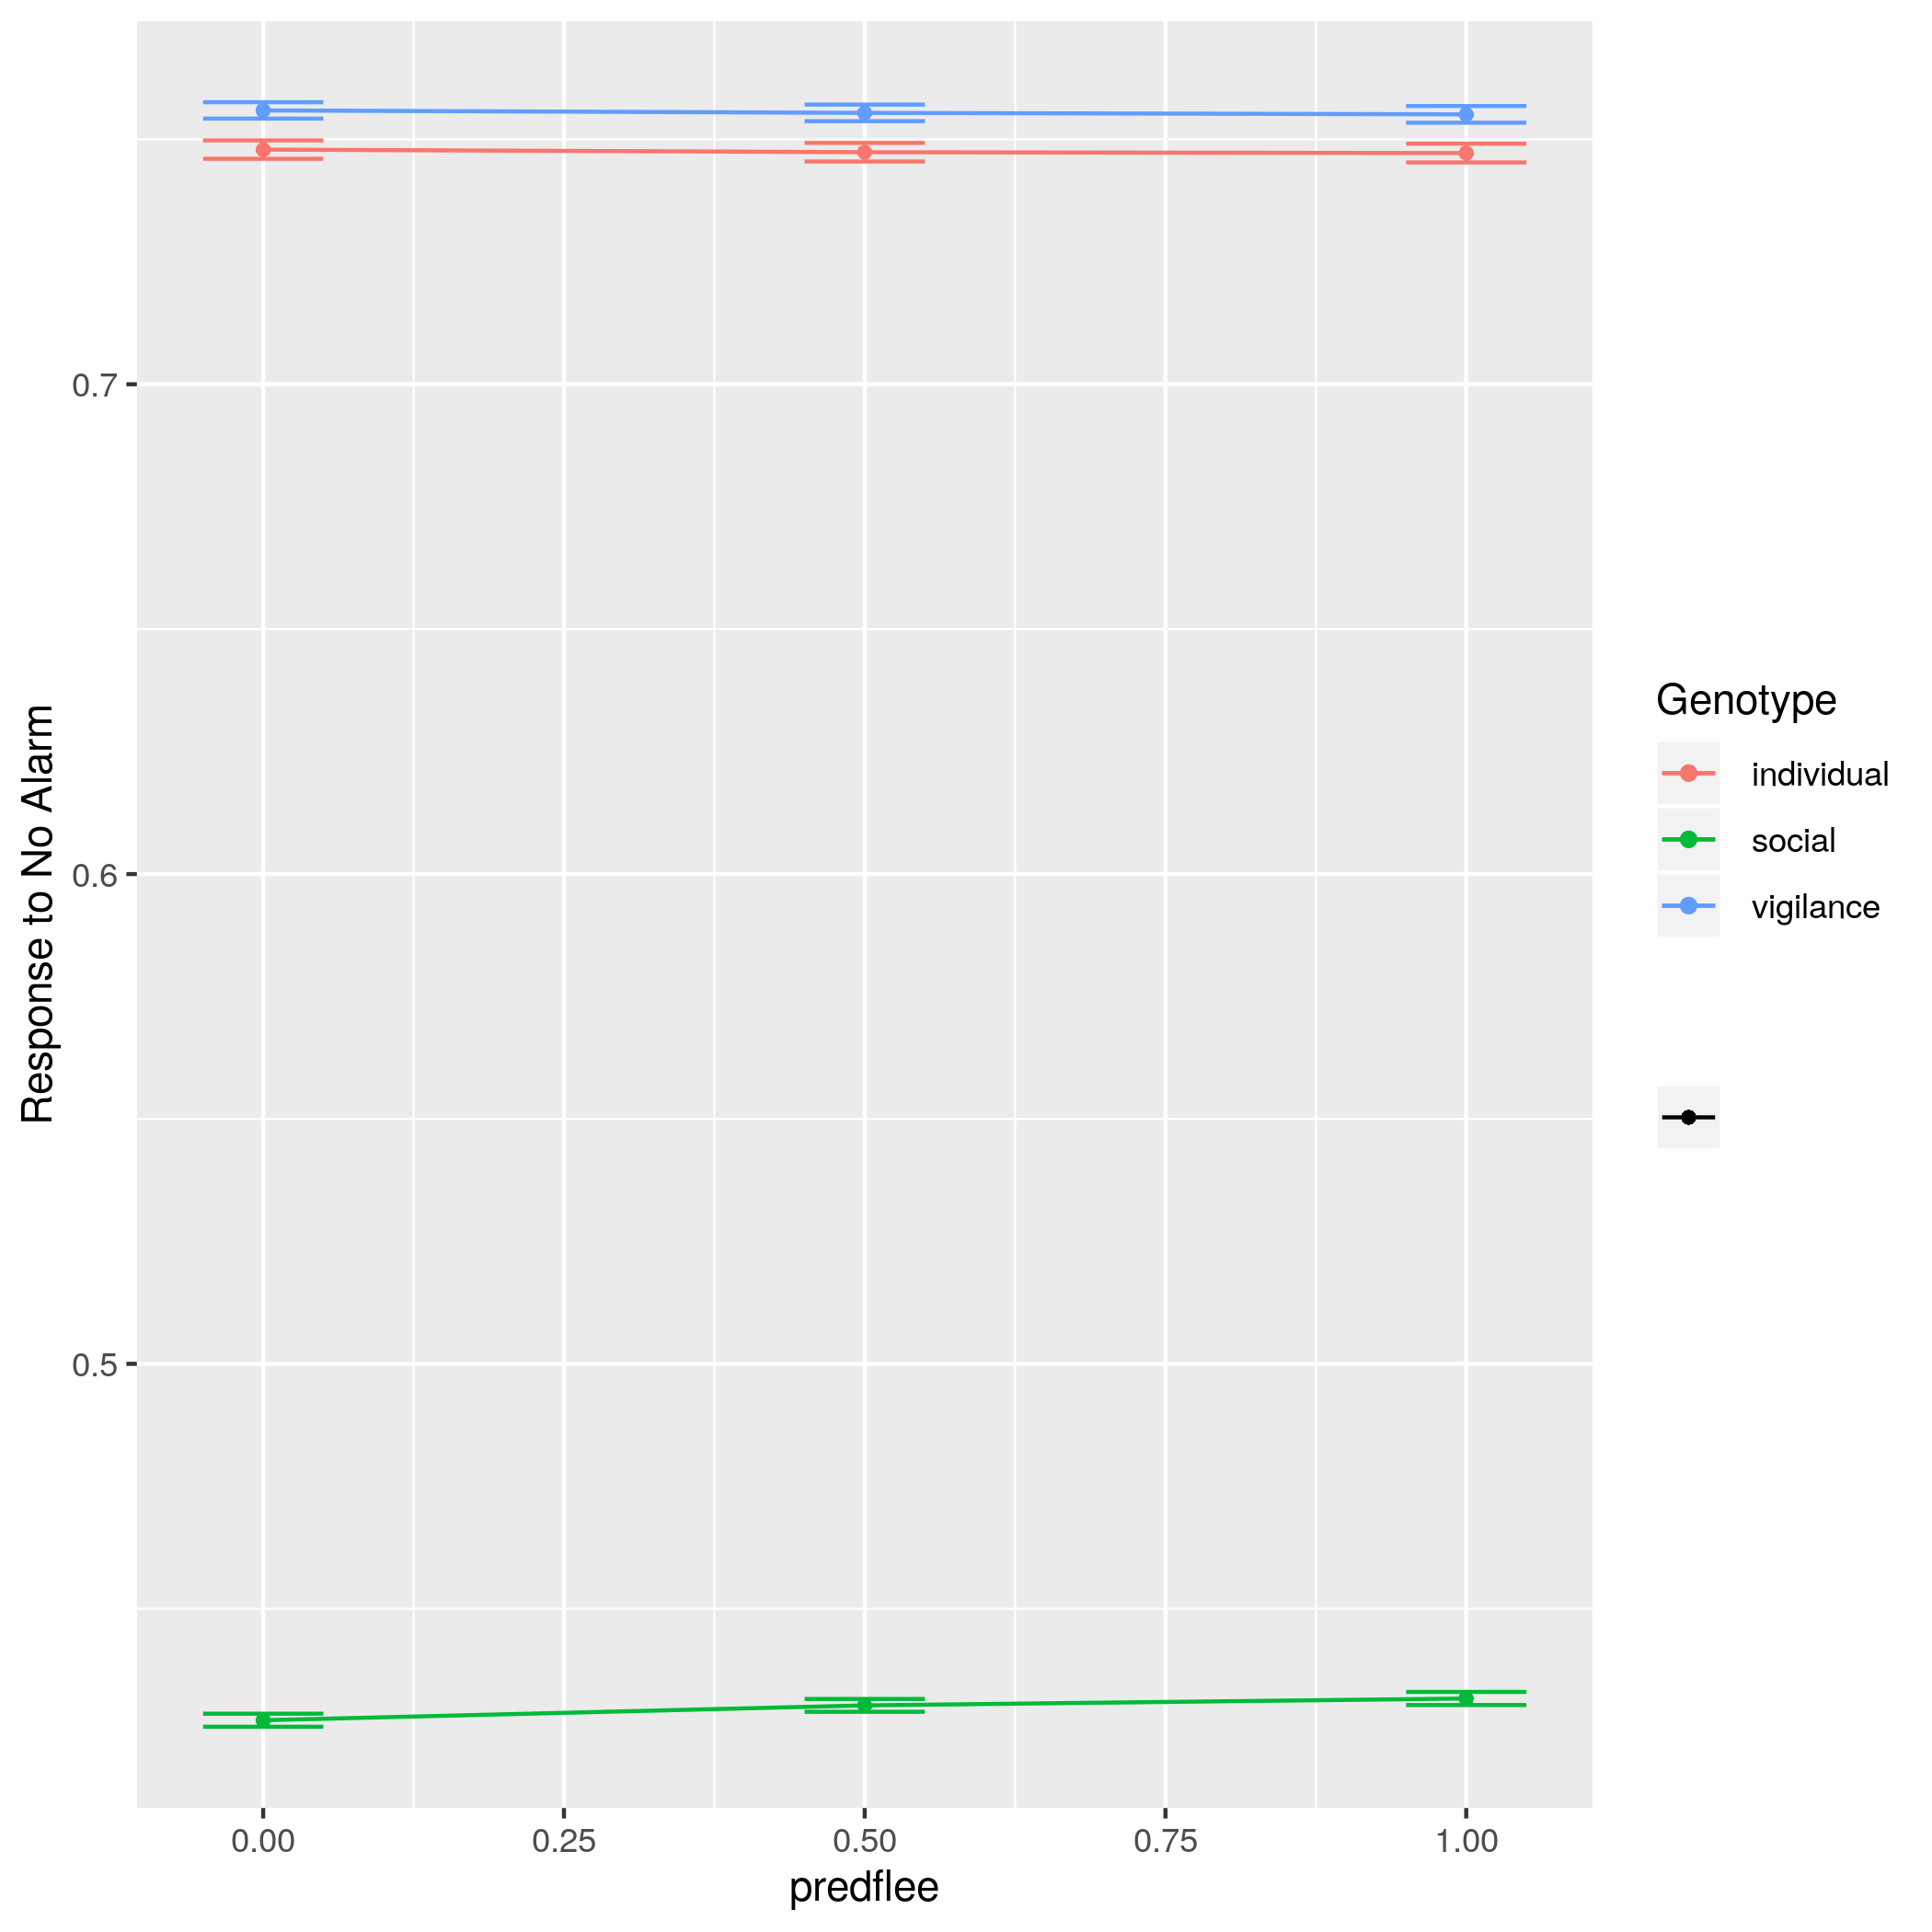 Response to No Alarm
0.7
0.6
0.5
0.00 0.25 0.50 0.75 1.00
predflee
Genotype
individual
social
vigilance